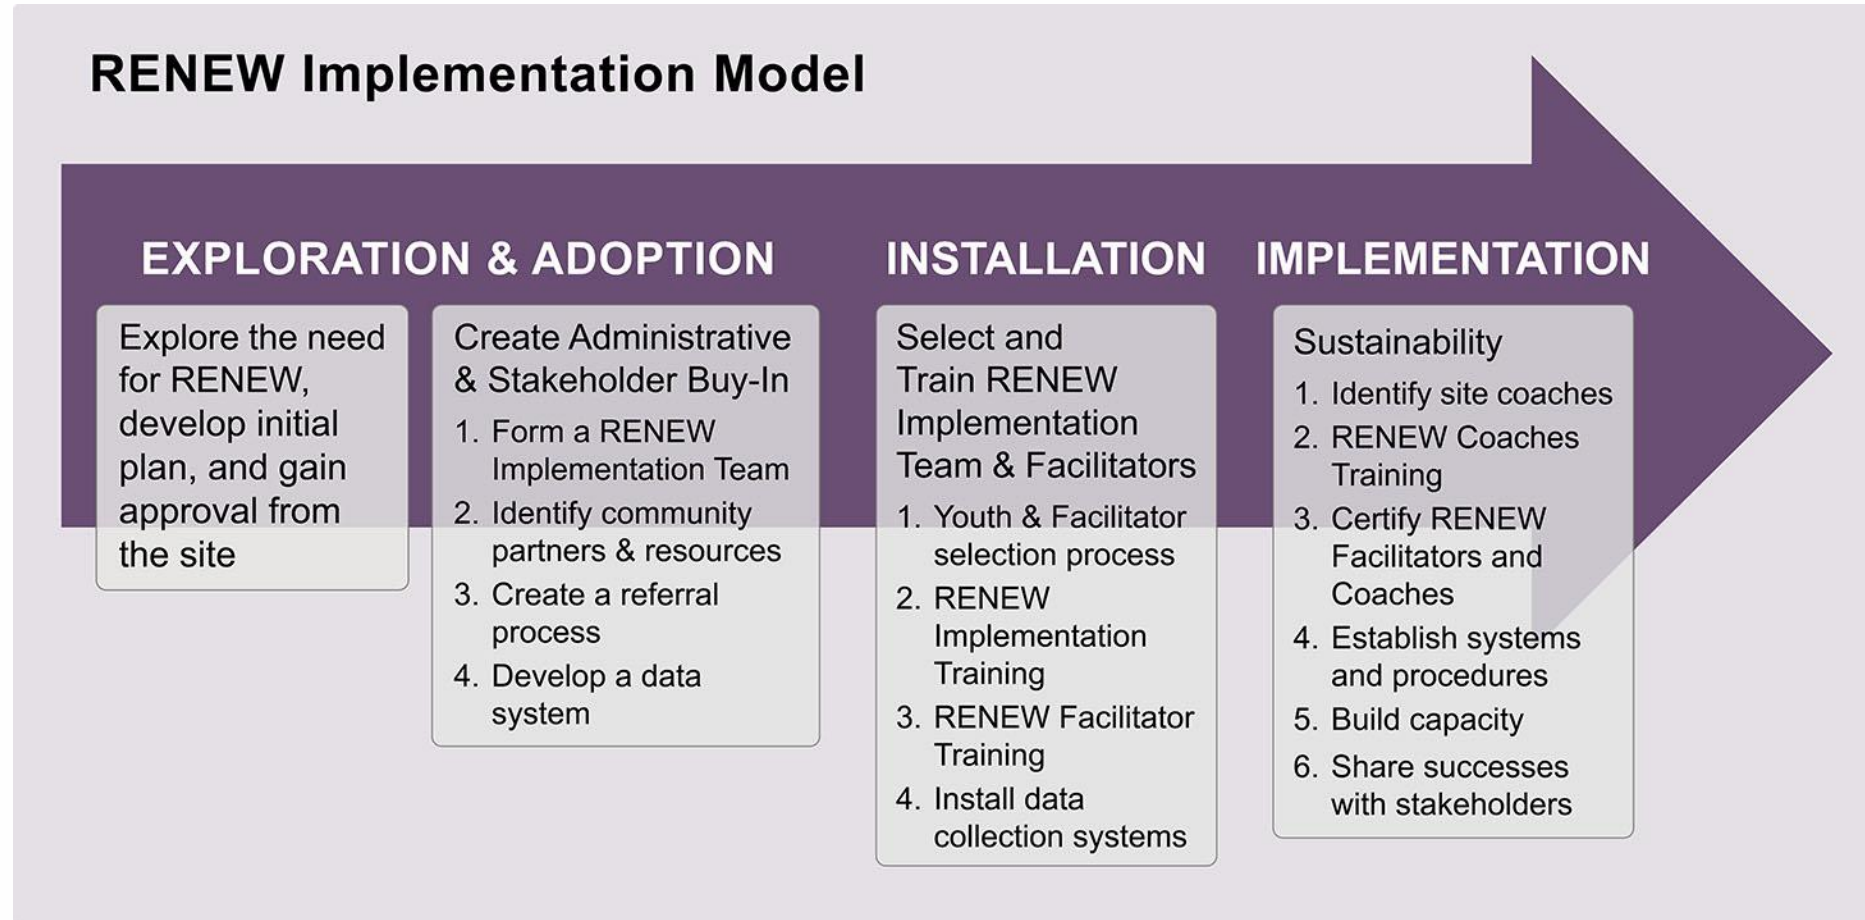 RENEW Implementation Model
EXPLORATION & ADOPTION
Explore the need
for RENEW,
develop initial
plan, and gain
approval from
the site
Create Administrative
& Stakeholder Buy-In
1. Form a RENEW
Implementation Team
2. Identify community
partners & resources
3. Create a referral
process
4. Develop a data
system
INSTALLATION
Select and
Train RENEW
Implementation
Team & Facilitators
1. Youth & Facilitator
selection process
2. RENEW
Implementation
Training
3. RENEW Facilitator
Training
4. Install data
collection systems
IMPLEMENTATION
Sustainability
1. Identify site coaches
2. RENEW Coaches
Training
3. Certify RENEW
Facilitators and
Coaches
4. Establish systems
and procedures
5. Build capacity
6. Share successes
with stakeholders